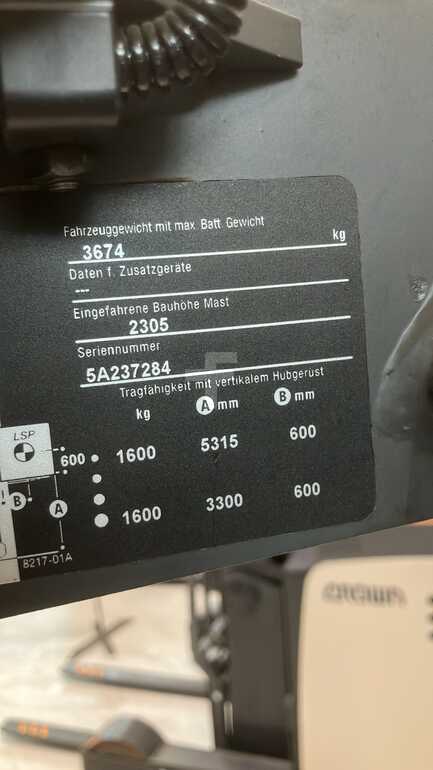 Fahrzeuggewicht mit max. Batt. Gewicht
3674 kg
Daten f. Zusatzgeräte
---
Eingefahrene Bauhöhe Mast
2305
Seriennummer
5A237284
Tragfähigkeit mit vertikalem Hubgerüst
kg A mm B mm
LSP
600 1600 5315 600
B A
1600 3300 600
8217-01A
CROWN